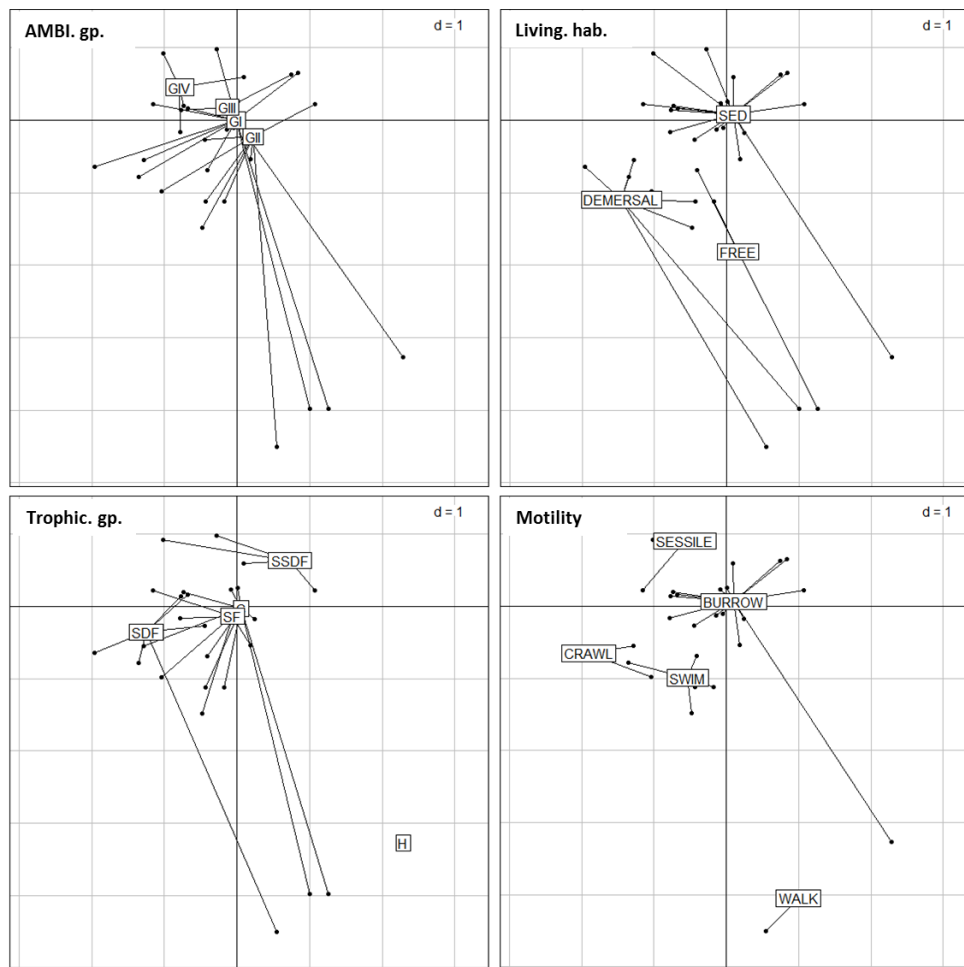 AMBI. gp.
d = 1
GIV
GIII
GI
GII
Living. hab.
d = 1
SED
DEMERSAL
FREE
Trophic. gp.
d = 1
SSDF
SF
SDF
H
Motility
d = 1
SESSILE
BURROW
CRAWL
SWIM
WALK